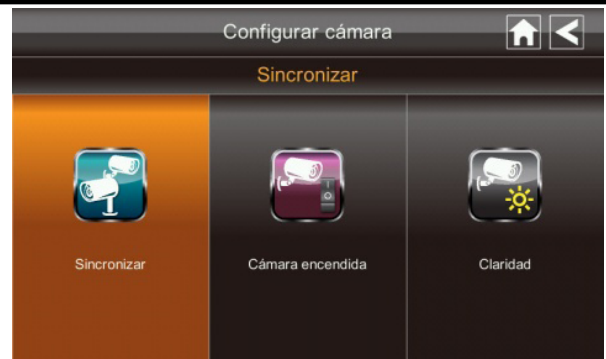 Configurar cámara
Sincronizar
Sincronizar
Cámara encendida
Claridad